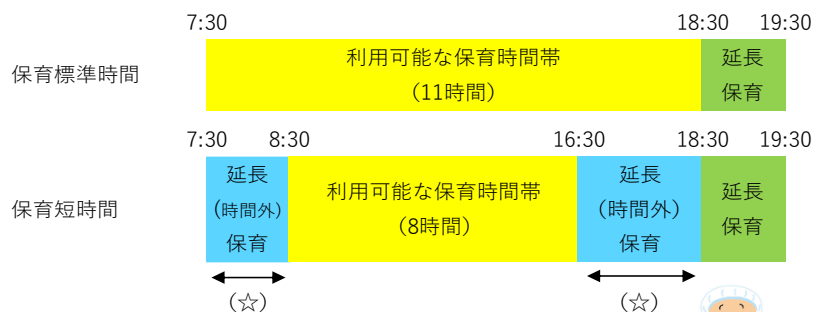 7:30 18:30 19:30
保育標準時間
利用可能な保育時間帯
(11時間)
延長
保育
7:30 8:30 16:30 18:30 19:30
保育短時間
延長
(時間外)
保育
利用可能な保育時間帯
(8時間)
延長
(時間外)
保育
延長
保育
(☆) (☆)